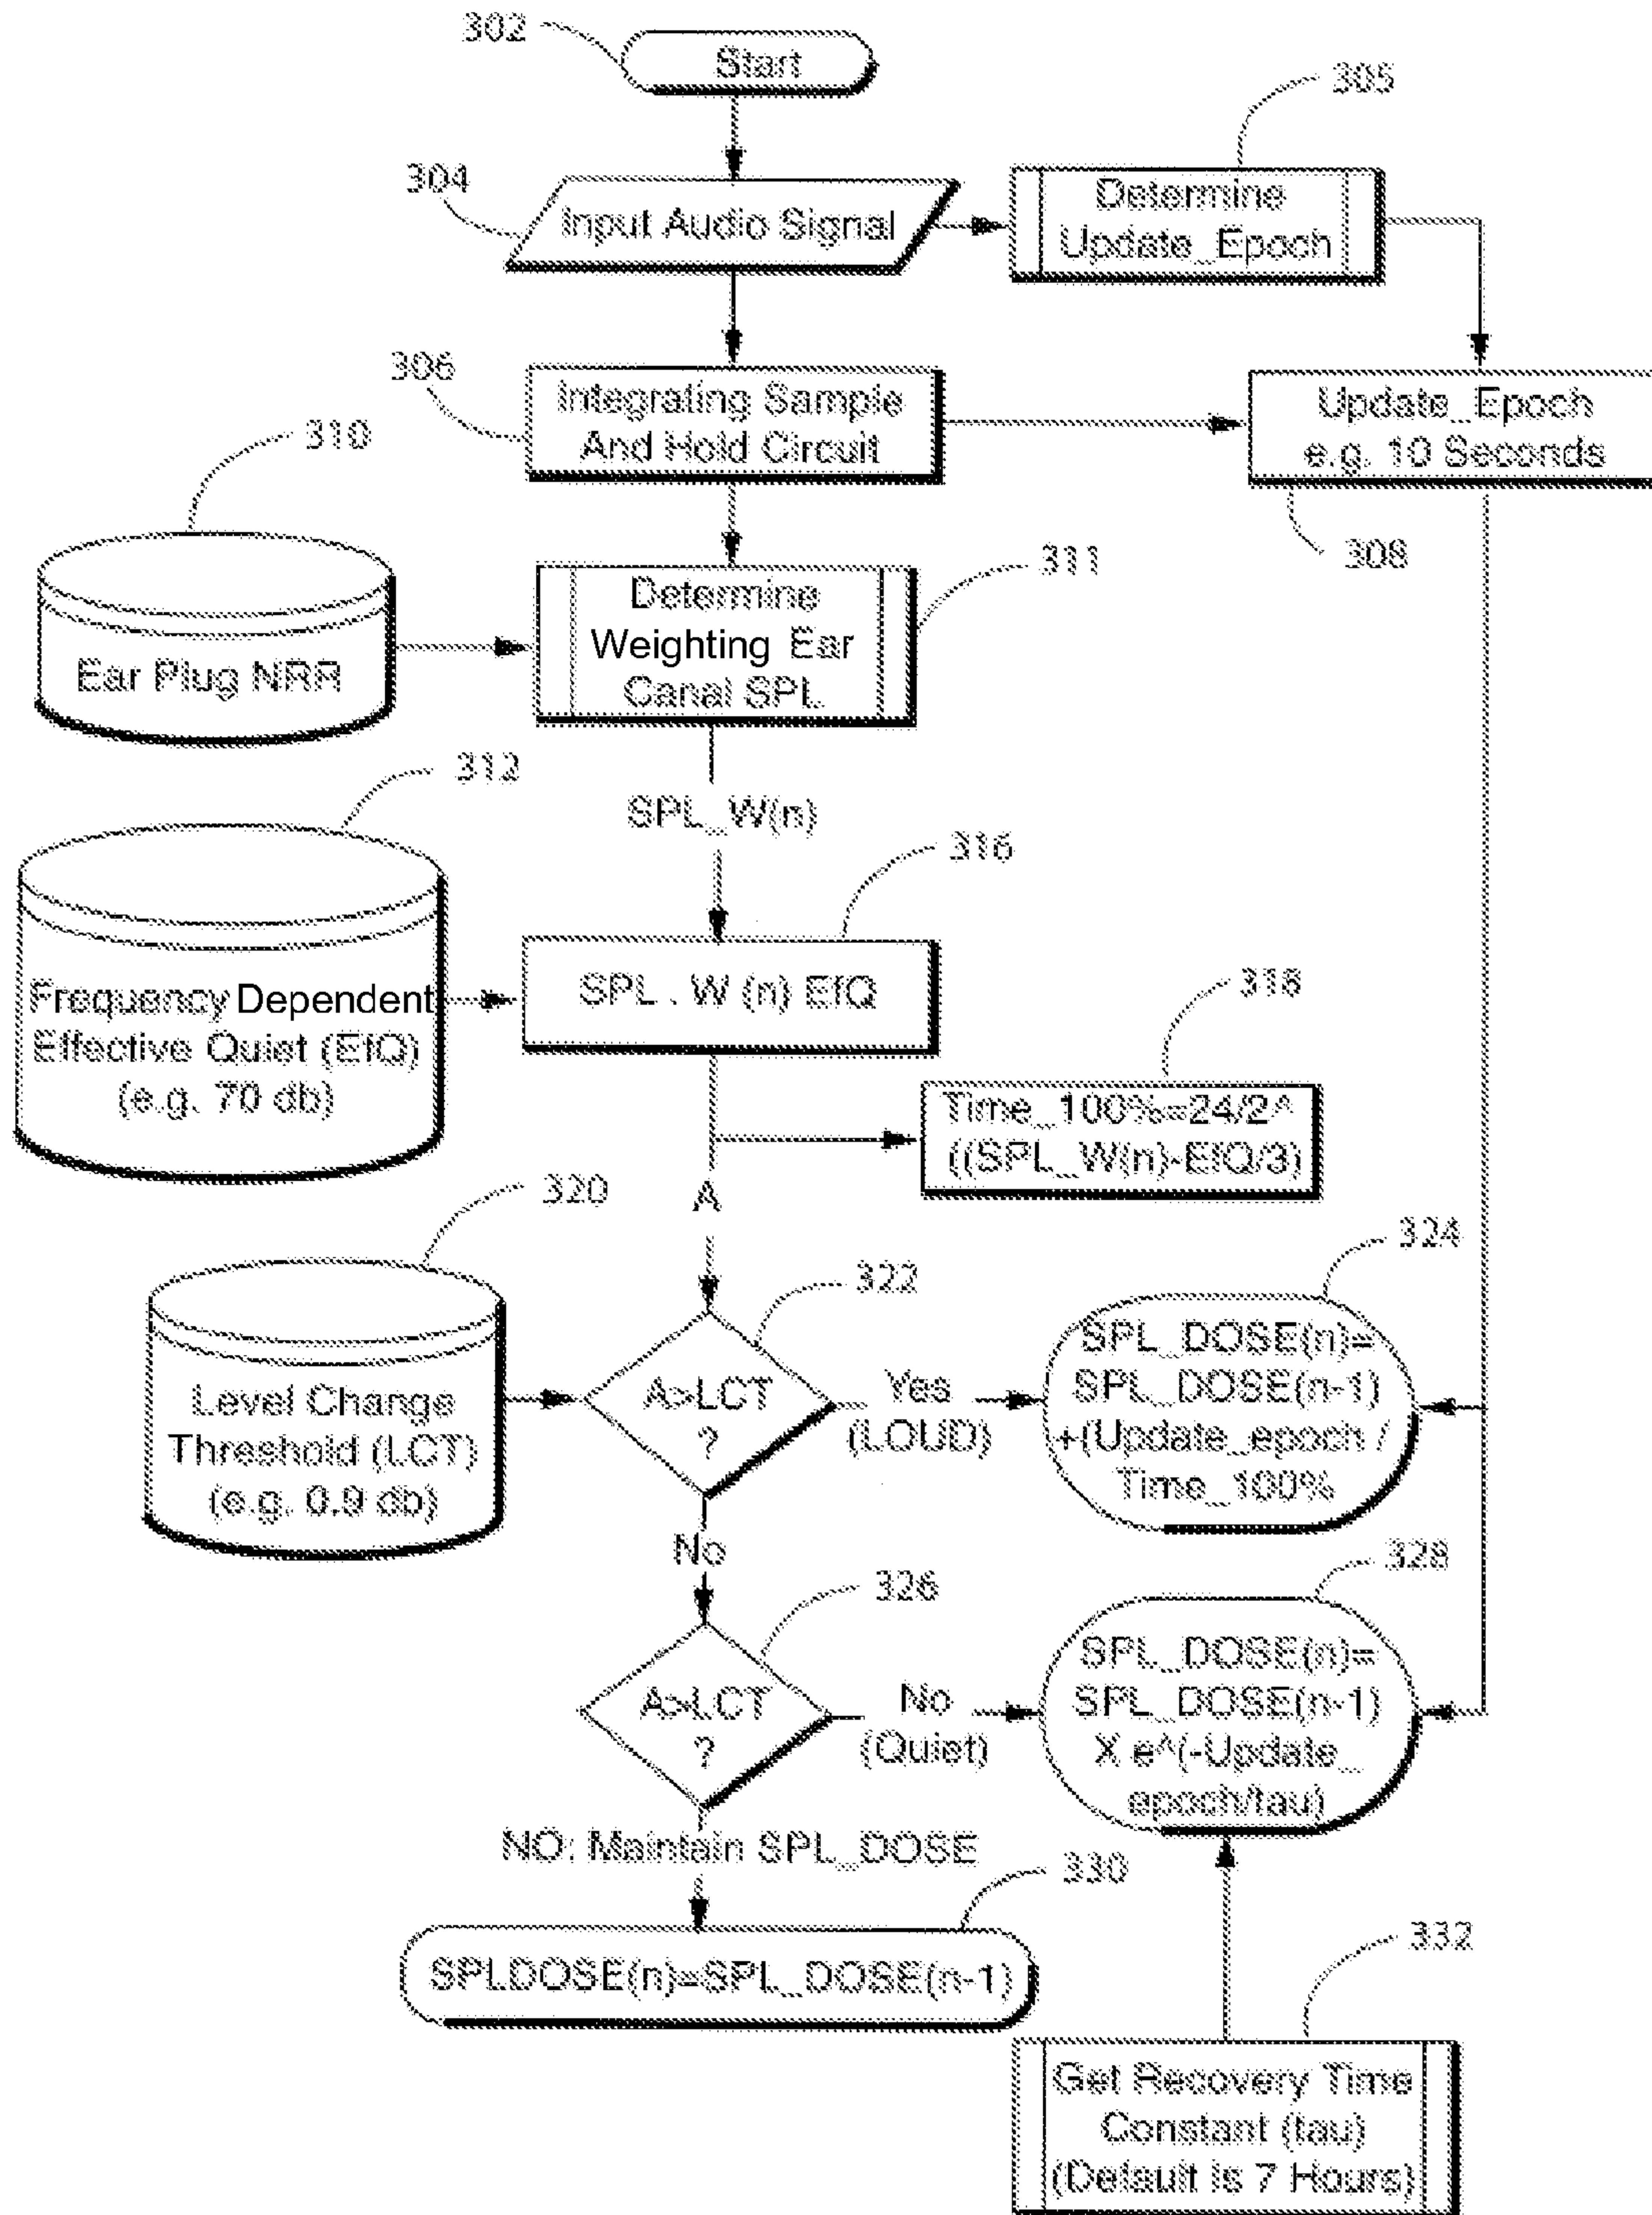 302
Start
305
304
Input Audio Signal
Determine
Update_Epoch
306
Integrating Sample
And Hold Circuit
Update_Epoch
e.g. 10 Seconds
308
310
Ear Plug NRR
311
Determine
Weighting Ear
Canal SPL
312
SPL_W(n)
316
Frequency Dependent
Effective Quiet (EfQ)
(e.g. 70 db)
SPL . W (n) EfQ
318
Time_100%=24/2^
((SPL_W(n)-EfQ/3)
A
320
Level Change
Threshold (LCT)
(e.g. 0.9 db)
322
A>LCT
?
Yes
(LOUD)
324
SPL_DOSE(n)=
SPL_DOSE(n-1)
+(Update_epoch /
Time_100%
No
326
A>LCT
?
No
(Quiet)
328
SPL_DOSE(n)=
SPL_DOSE(n-1)
X e^(-Update_
epoch/tau)
NO: Maintain SPL_DOSE
330
SPLDOSE(n)=SPL_DOSE(n-1)
332
Get Recovery Time
Constant (tau)
(Default is 7 Hours)